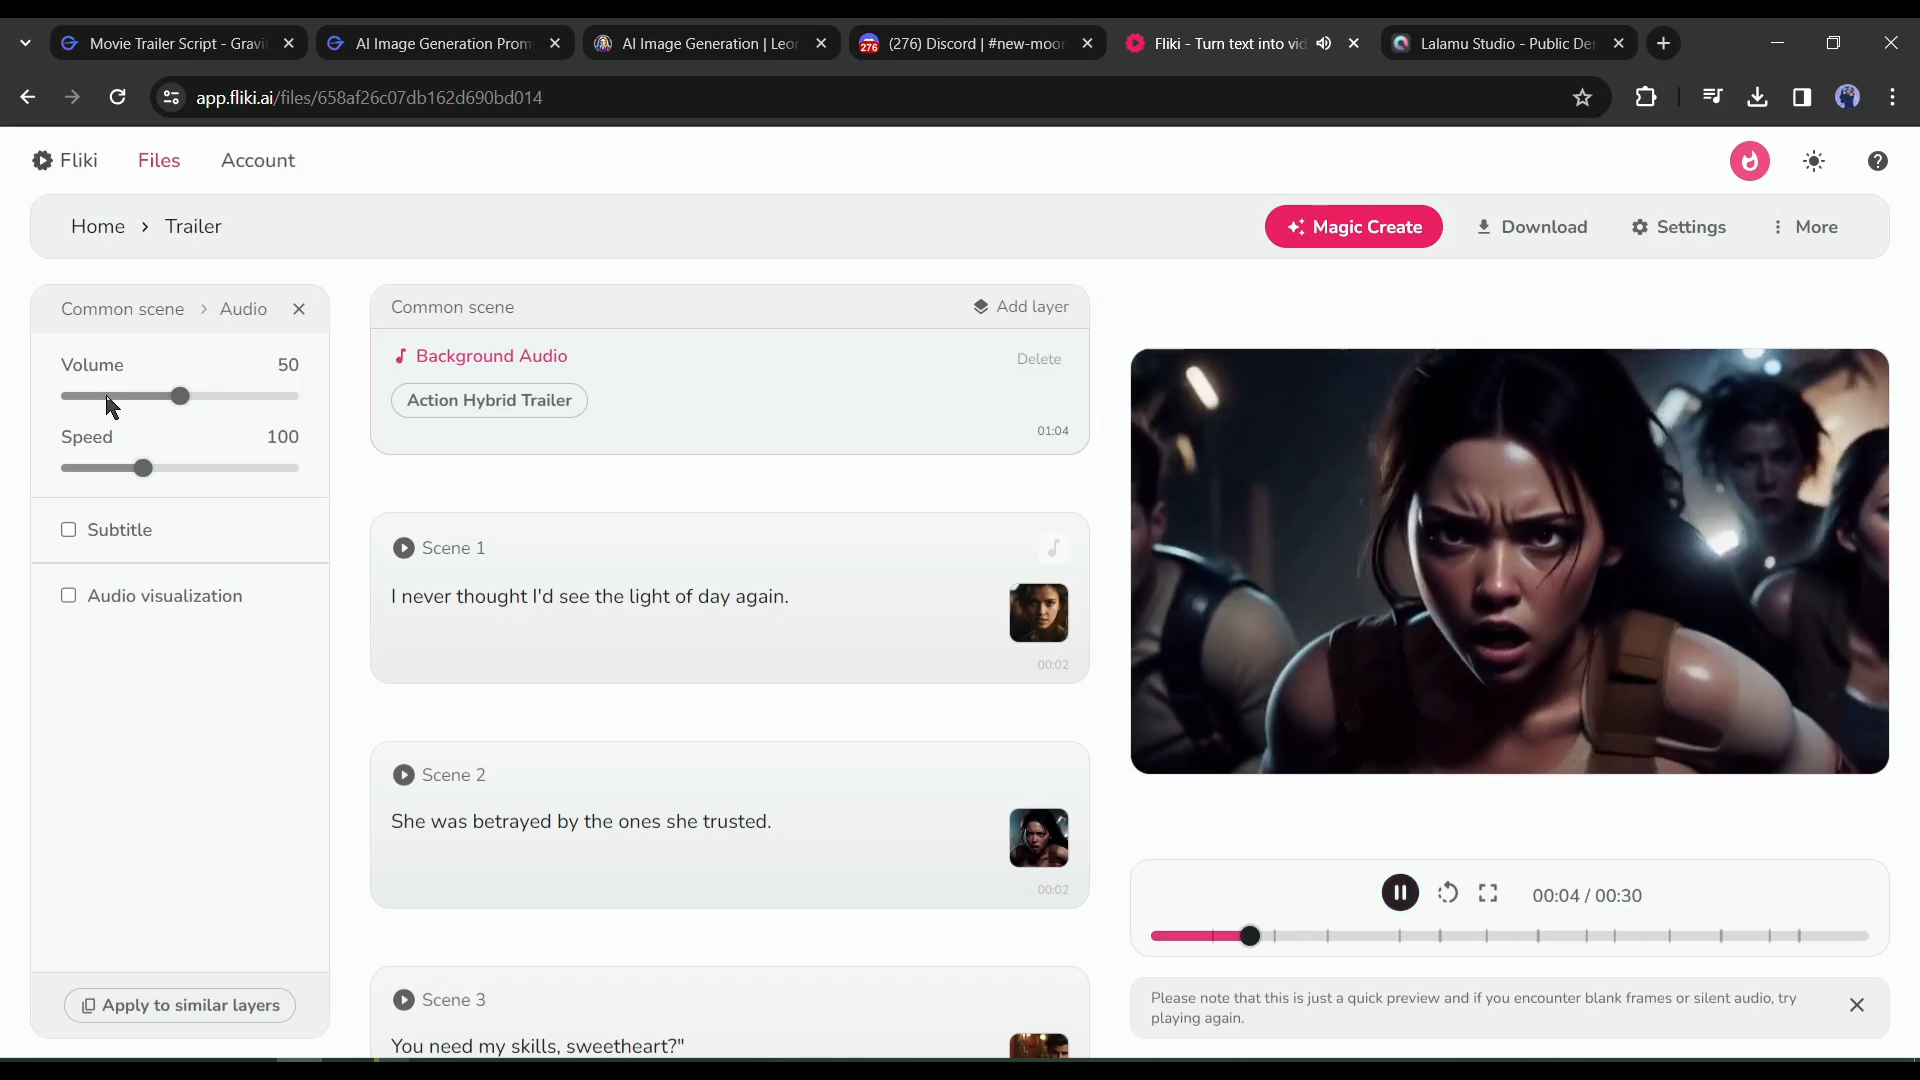 Movie Trailer Script - Gravi
AI Image Generation Prom
AI Image Generation | Leo
276
(276) Discord | #new-moo
Fliki - Turn text into vid
Lalamu Studio - Public De
app.fliki.ai/files/658af26c07db162d690bd014
Fliki
Files
Account
Home › Trailer
Magic Create
Download
Settings
More
Common scene › Audio
Volume 50
Speed 100
Subtitle
Audio visualization
Apply to similar layers
Common scene
Add layer
Background Audio
Delete
Action Hybrid Trailer
01:04
Scene 1
I never thought I'd see the light of day again.
00:02
Scene 2
She was betrayed by the ones she trusted.
00:02
Scene 3
You need my skills, sweetheart?"
00:04 / 00:30
Please note that this is just a quick preview and if you encounter blank frames or silent audio, try
playing again.